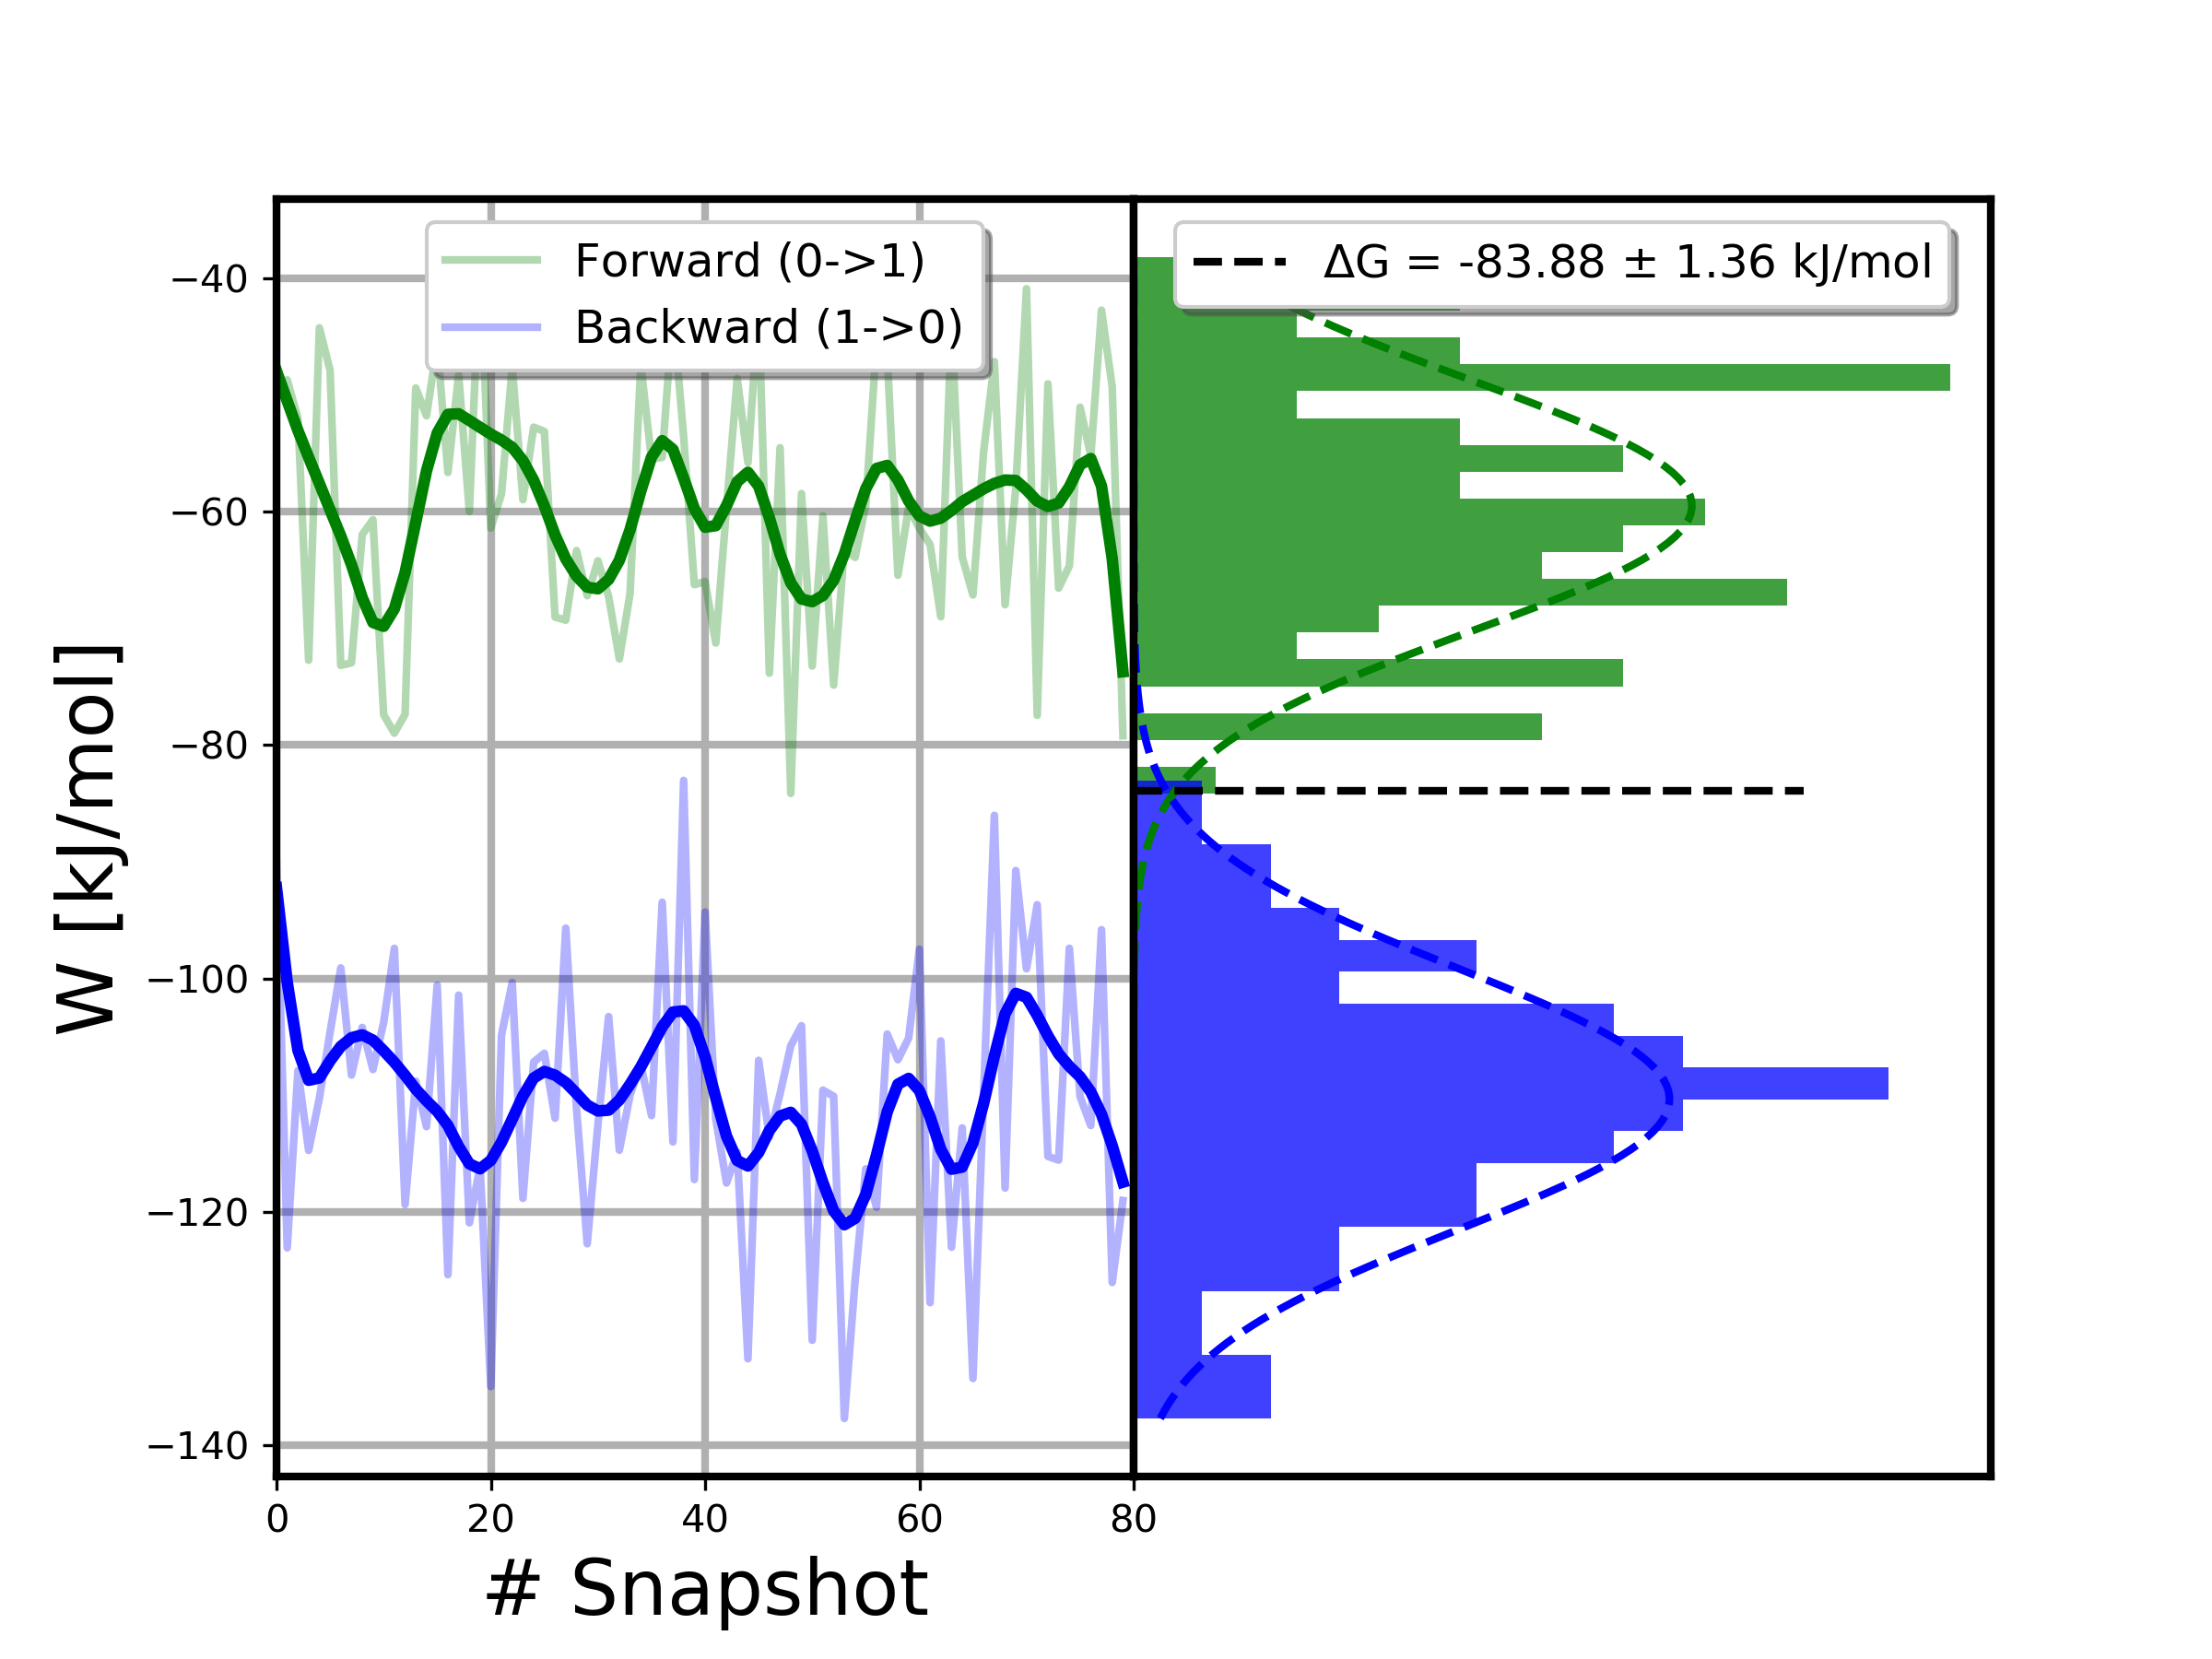 Forward (0->1)
Backward (1->0)
ΔG = -83.88 ± 1.36 kJ/mol
W [kJ/mol]
−40
−60
−80
−100
−120
−140
0 20 40 60 80
# Snapshot